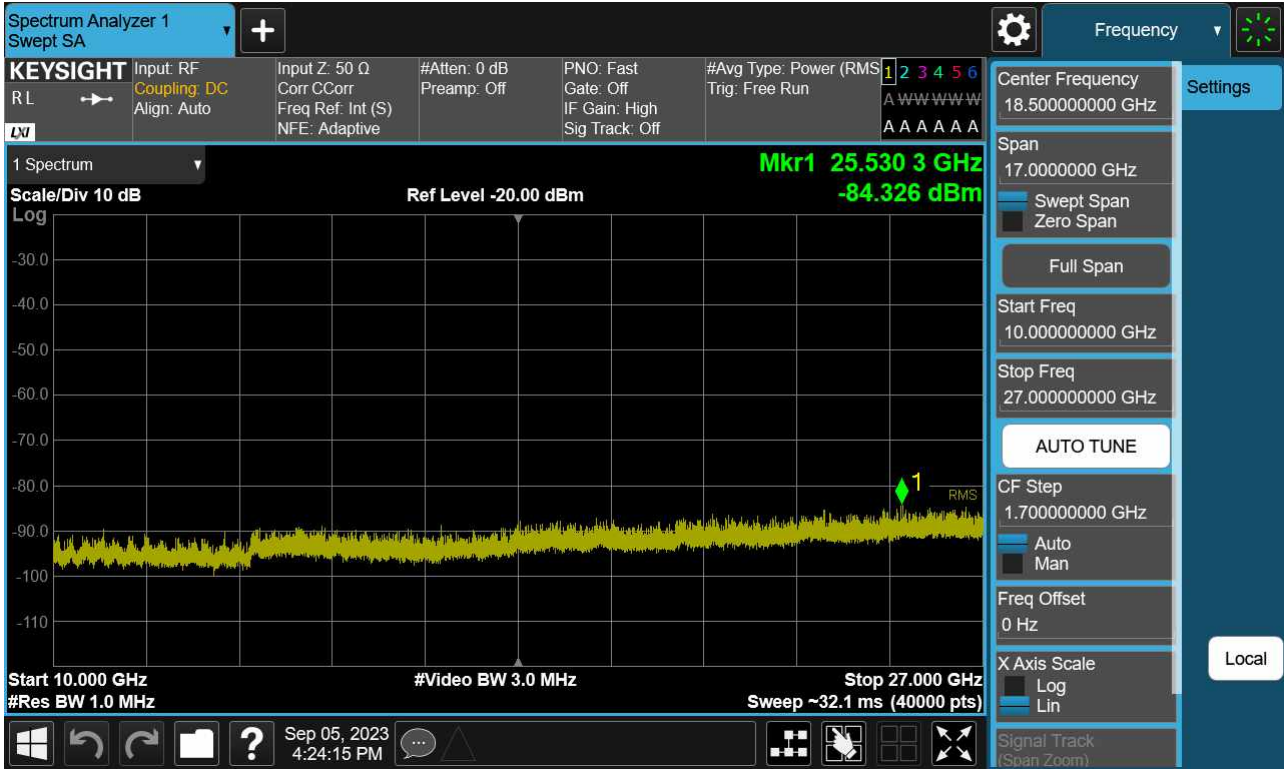 Spectrum Analyzer 1
Swept SA
+
Frequency
KEYSIGHT
RL
LXI
Input: RF
Coupling: DC
Align: Auto
Input Z: 50 Ω
Corr CCorr
Freq Ref: Int (S)
NFE: Adaptive
#Atten: 0 dB
Preamp: Off
PNO: Fast
Gate: Off
IF Gain: High
Sig Track: Off
#Avg Type: Power (RMS
Trig: Free Run
1 2 3 4 5 6
A W W W W W
A A A A A A
1 Spectrum
Scale/Div 10 dB
Log
Ref Level -20.00 dBm
Mkr1 25.530 3 GHz
-84.326 dBm
-30.0
-40.0
-50.0
-60.0
-70.0
-80.0
-90.0
-100
-110
1
RMS
Start 10.000 GHz
#Res BW 1.0 MHz
#Video BW 3.0 MHz
Stop 27.000 GHz
Sweep ~32.1 ms (40000 pts)
?
Sep 05, 2023
4:24:15 PM
Center Frequency
18.500000000 GHz
Span
17.0000000 GHz
Swept Span
Zero Span
Full Span
Start Freq
10.000000000 GHz
Stop Freq
27.000000000 GHz
AUTO TUNE
CF Step
1.700000000 GHz
Auto
Man
Freq Offset
0 Hz
X Axis Scale
Log
Lin
Signal Track
(Span Zoom)
Settings
Local